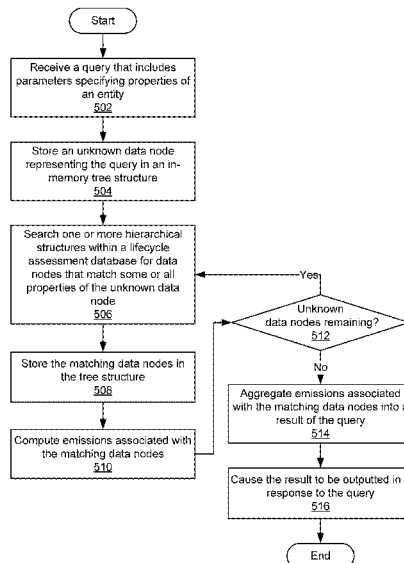 Start
Receive a query that includes
parameters specifying properties of
an entity
502
Store an unknown data node
representing the query in an in-
memory tree structure
504
Search one or more hierarchical
structures within a lifecycle
assessment database for data
nodes that match some or all
properties of the unknown data
node
506
Store the matching data nodes in
the tree structure
508
Compute emissions associated with
the matching data nodes
510
Yes
Unknown
data nodes remaining?
512
No
Aggregate emissions associated
with the matching data nodes into a
result of the query
514
Cause the result to be outputted in
response to the query
516
End